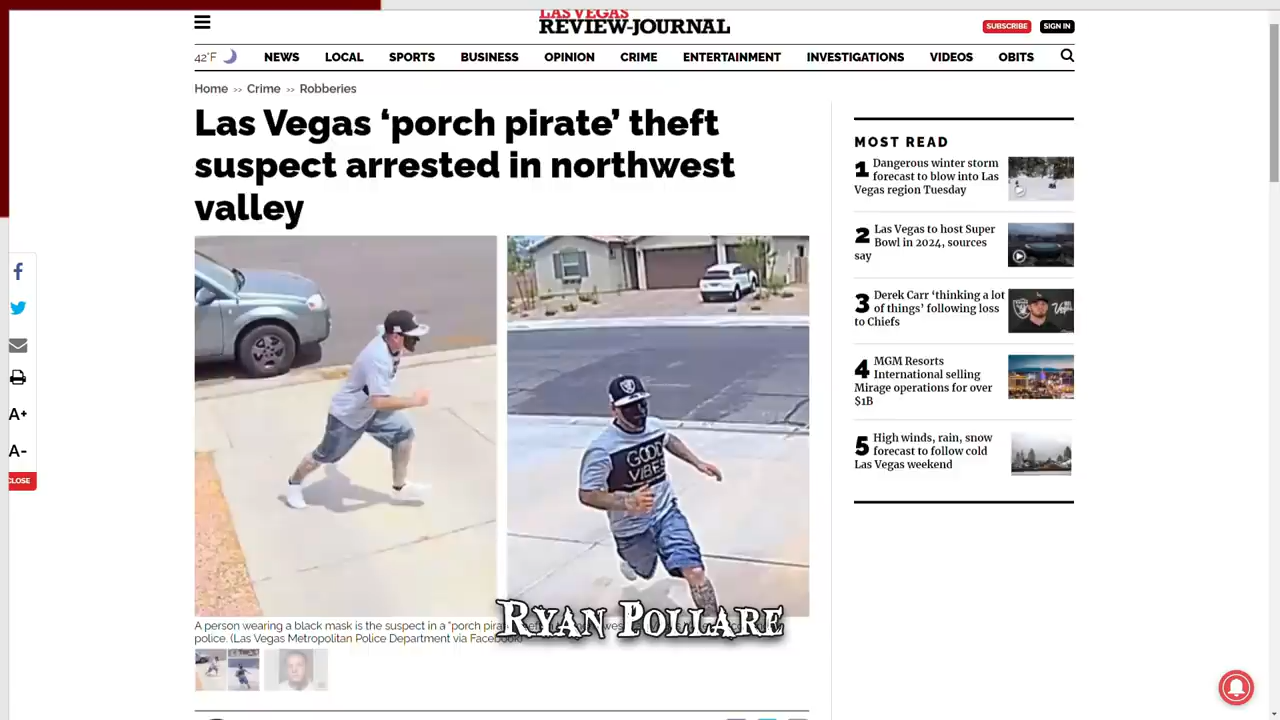 LAS VEGAS
REVIEW-JOURNAL
SUBSCRIBE
SIGN IN
42°F
NEWS
LOCAL
SPORTS
BUSINESS
OPINION
CRIME
ENTERTAINMENT
INVESTIGATIONS
VIDEOS
OBITS
Home >> Crime >> Robberies
Las Vegas ‘porch pirate’ theft
suspect arrested in northwest
valley
GOOD
VIBES
RYAN POLLARE
A person wearing a black mask is the suspect in a "porch
police. (Las Vegas Metropolitan Police Department via Facebook)
A+
A-
CLOSE
MOST READ
1 Dangerous winter storm
forecast to blow into Las
Vegas region Tuesday
2 Las Vegas to host Super
Bowl in 2024, sources
say
3 Derek Carr ‘thinking a lot
of things’ following loss
to Chiefs
4 MGM Resorts
International selling
Mirage operations for over
$1B
5 High winds, rain, snow
forecast to follow cold
Las Vegas weekend